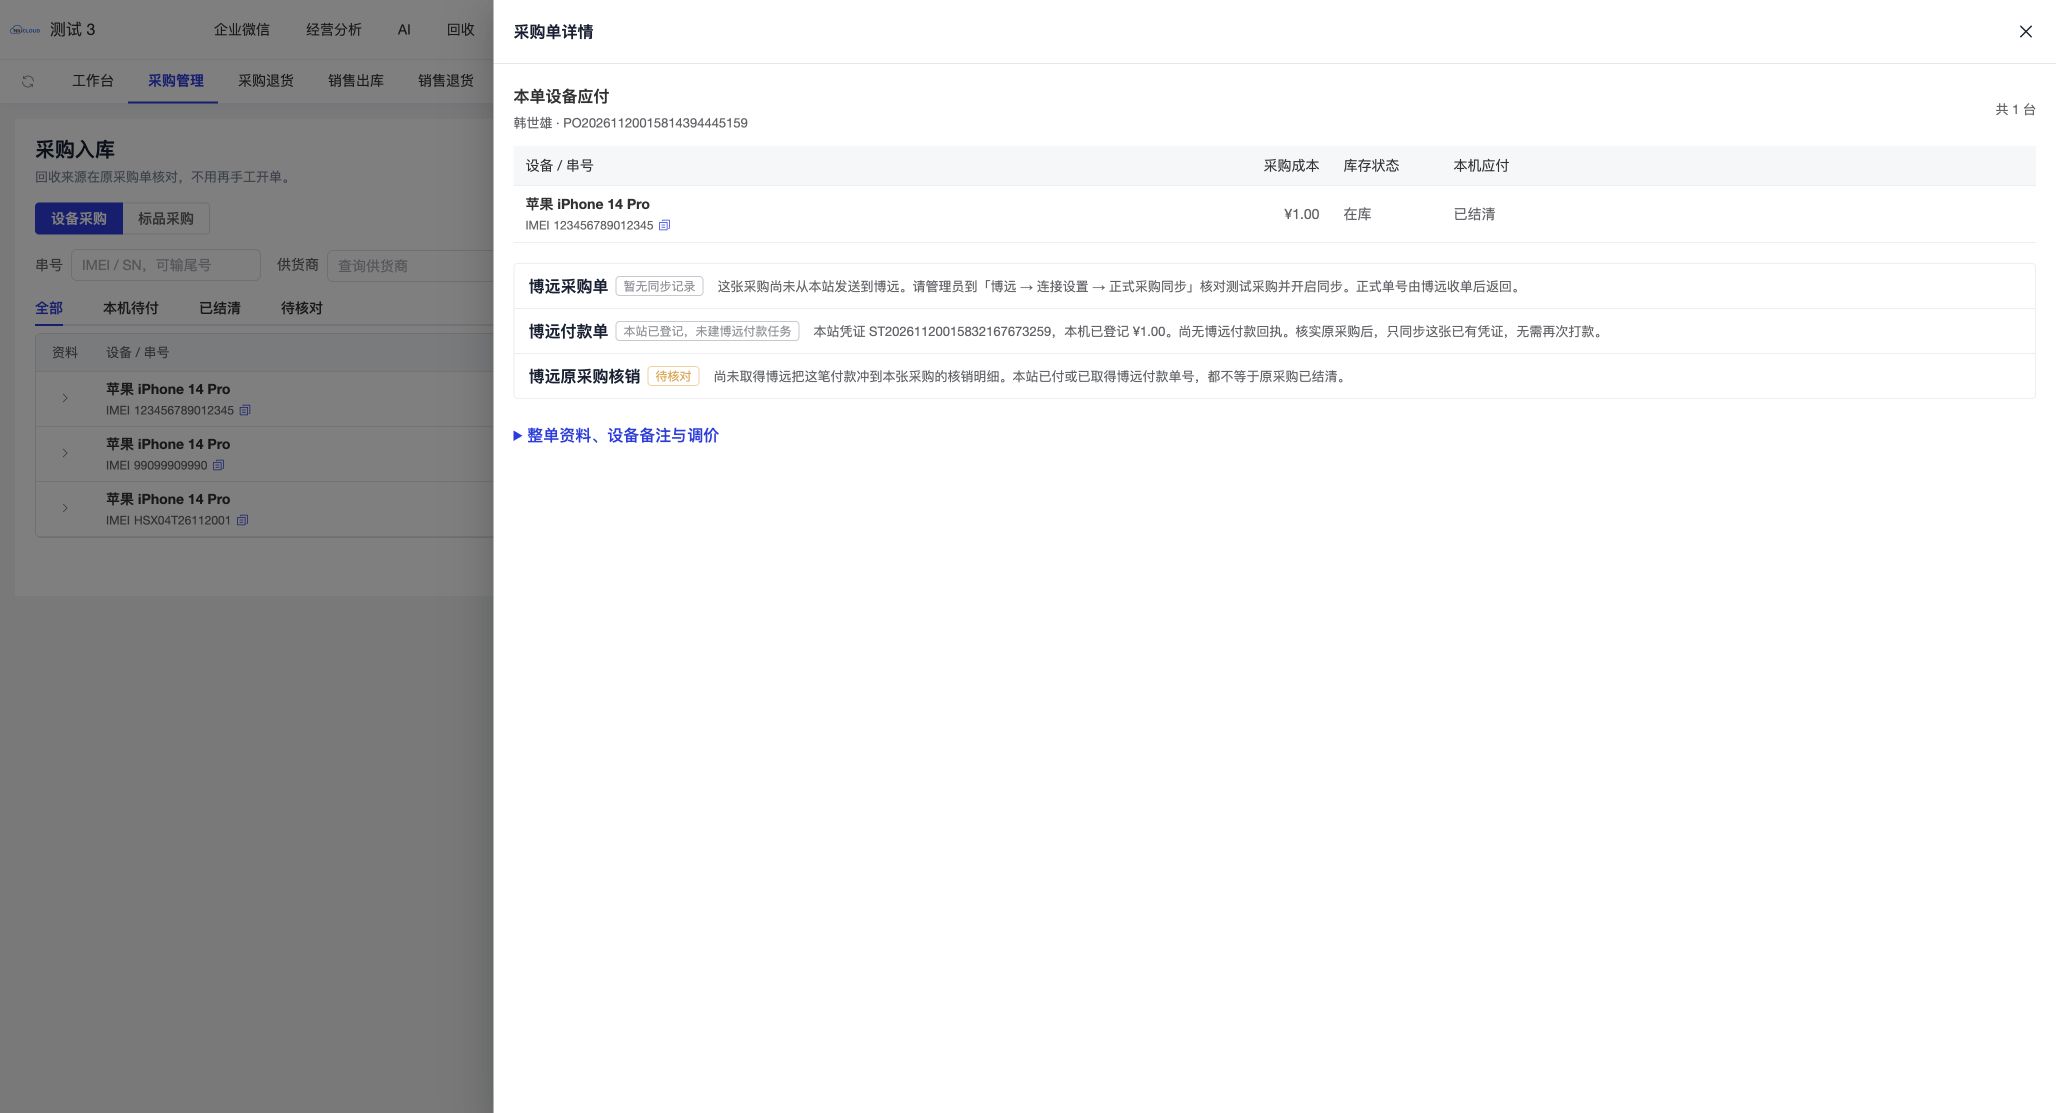 测试 3
企业微信 经营分析 AI 回收
工作台 采购管理 采购退货 销售出库 销售退货
采购入库
回收来源在原采购单核对，不用再手工开单。
设备采购 标品采购
串号 IMEI / SN，可输尾号 供货商 查询供货商
全部 本机待付 已结清 待核对
资料 设备 / 串号
苹果 iPhone 14 Pro
IMEI 123456789012345
苹果 iPhone 14 Pro
IMEI 99099909990
苹果 iPhone 14 Pro
IMEI HSX04T26112001
采购单详情
本单设备应付
韩世雄 · PO20261120015814394445159
共 1 台
设备 / 串号 采购成本 库存状态 本机应付
苹果 iPhone 14 Pro
IMEI 123456789012345
¥1.00 在库 已结清
博远采购单 暂无同步记录 这张采购尚未从本站发送到博远。请管理员到「博远 → 连接设置 → 正式采购同步」核对测试采购并开启同步。正式单号由博远收单后返回。
博远付款单 本站已登记，未建博远付款任务 本站凭证 ST20261120015832167673259，本机已登记 ¥1.00。尚无博远付款回执。核实原采购后，只同步这张已有凭证，无需再次打款。
博远原采购核销 待核对 尚未取得博远把这笔付款冲到本张采购的核销明细。本站已付或已取得博远付款单号，都不等于原采购已结清。
整单资料、设备备注与调价